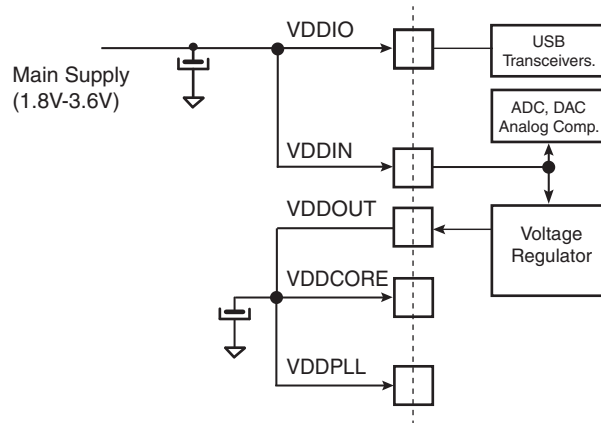 VDDIO
USB
Transceivers.
Main Supply
(1.8V-3.6V)
ADC, DAC
Analog Comp.
VDDIN
VDDOUT
Voltage
Regulator
VDDCORE
VDDPLL